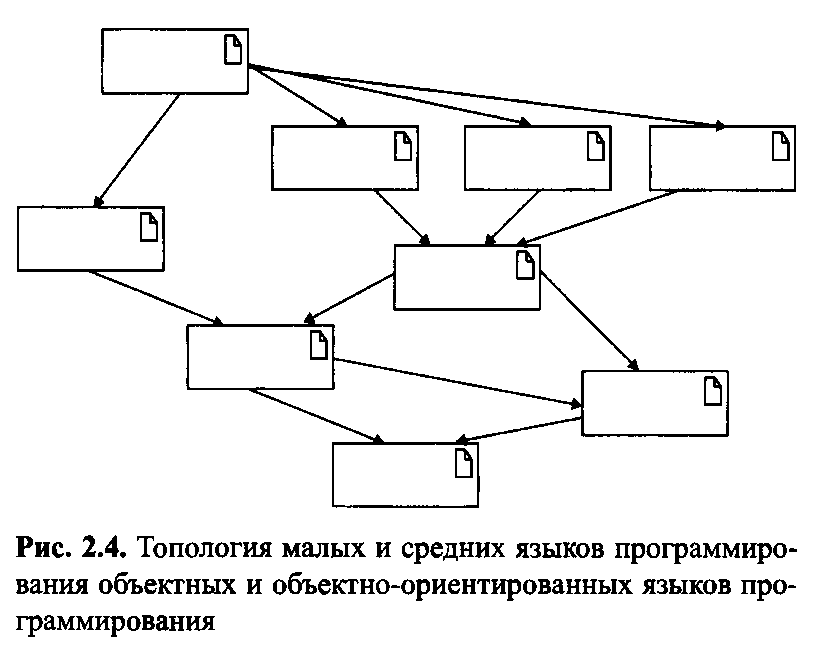 Рис. 2.4. Топология малых и средних языков программиро-
вания объектных и объектно-ориентированных языков про-
граммирования